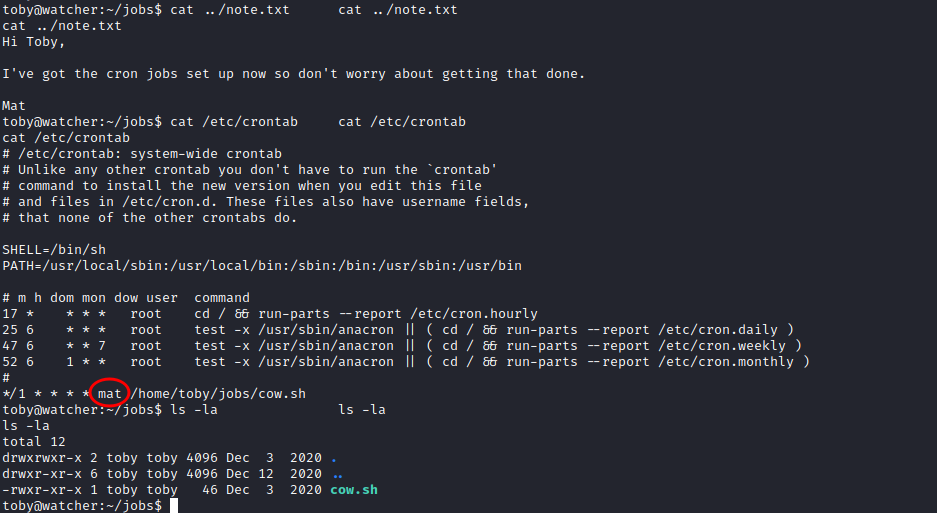 toby@watcher:~/jobs$ cat ../note.txt     cat ../note.txt
cat ../note.txt
Hi Toby,
I've got the cron jobs set up now so don't worry about getting that done.
Mat
toby@watcher:~/jobs$ cat /etc/crontab     cat /etc/crontab
cat /etc/crontab
# /etc/crontab: system-wide crontab
# Unlike any other crontab you don't have to run the `crontab'
# command to install the new version when you edit this file
# and files in /etc/cron.d. These files also have username fields,
# that none of the other crontabs do.
SHELL=/bin/sh
PATH=/usr/local/sbin:/usr/local/bin:/sbin:/bin:/usr/sbin:/usr/bin
# m h dom mon dow user  command
17 *    * * *   root    cd / && run-parts --report /etc/cron.hourly
25 6    * * *   root    test -x /usr/sbin/anacron || ( cd / && run-parts --report /etc/cron.daily )
47 6    * * 7   root    test -x /usr/sbin/anacron || ( cd / && run-parts --report /etc/cron.weekly )
52 6    1 * *   root    test -x /usr/sbin/anacron || ( cd / && run-parts --report /etc/cron.monthly )
#
*/1 * * * * mat /home/toby/jobs/cow.sh
toby@watcher:~/jobs$ ls -la               ls -la
ls -la
total 12
drwxrwxr-x 2 toby toby 4096 Dec  3  2020 .
drwxr-xr-x 6 toby toby 4096 Dec 12  2020 ..
-rwxr-xr-x 1 toby toby   46 Dec  3  2020 cow.sh
toby@watcher:~/jobs$